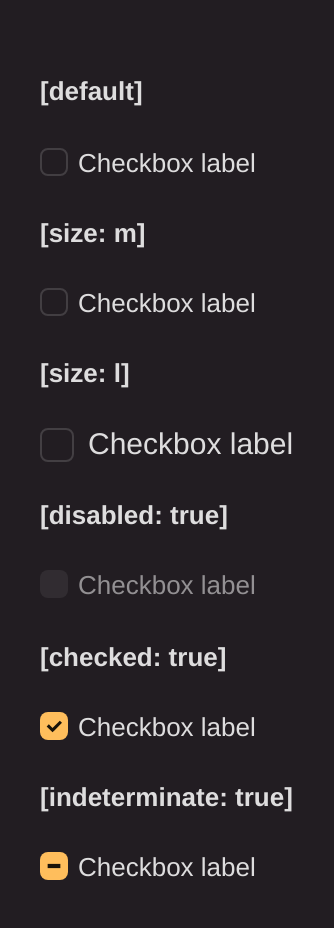 [default]
Checkbox label
[size: m]
Checkbox label
[size: l]
Checkbox label
[disabled: true]
Checkbox label
[checked: true]
Checkbox label
[indeterminate: true]
Checkbox label